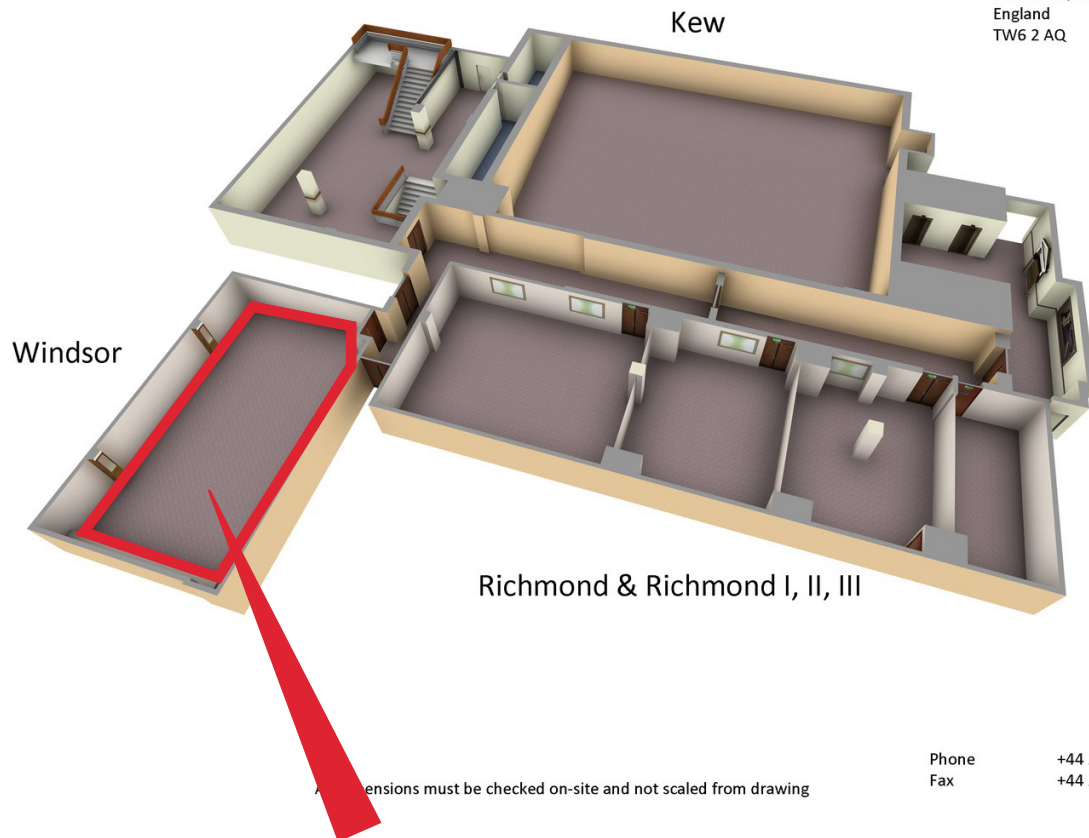 Kew
England
TW6 2 AQ
Windsor
Richmond & Richmond I, II, III
must be checked on-site and not scaled from drawing
Phone +44
Fax +44